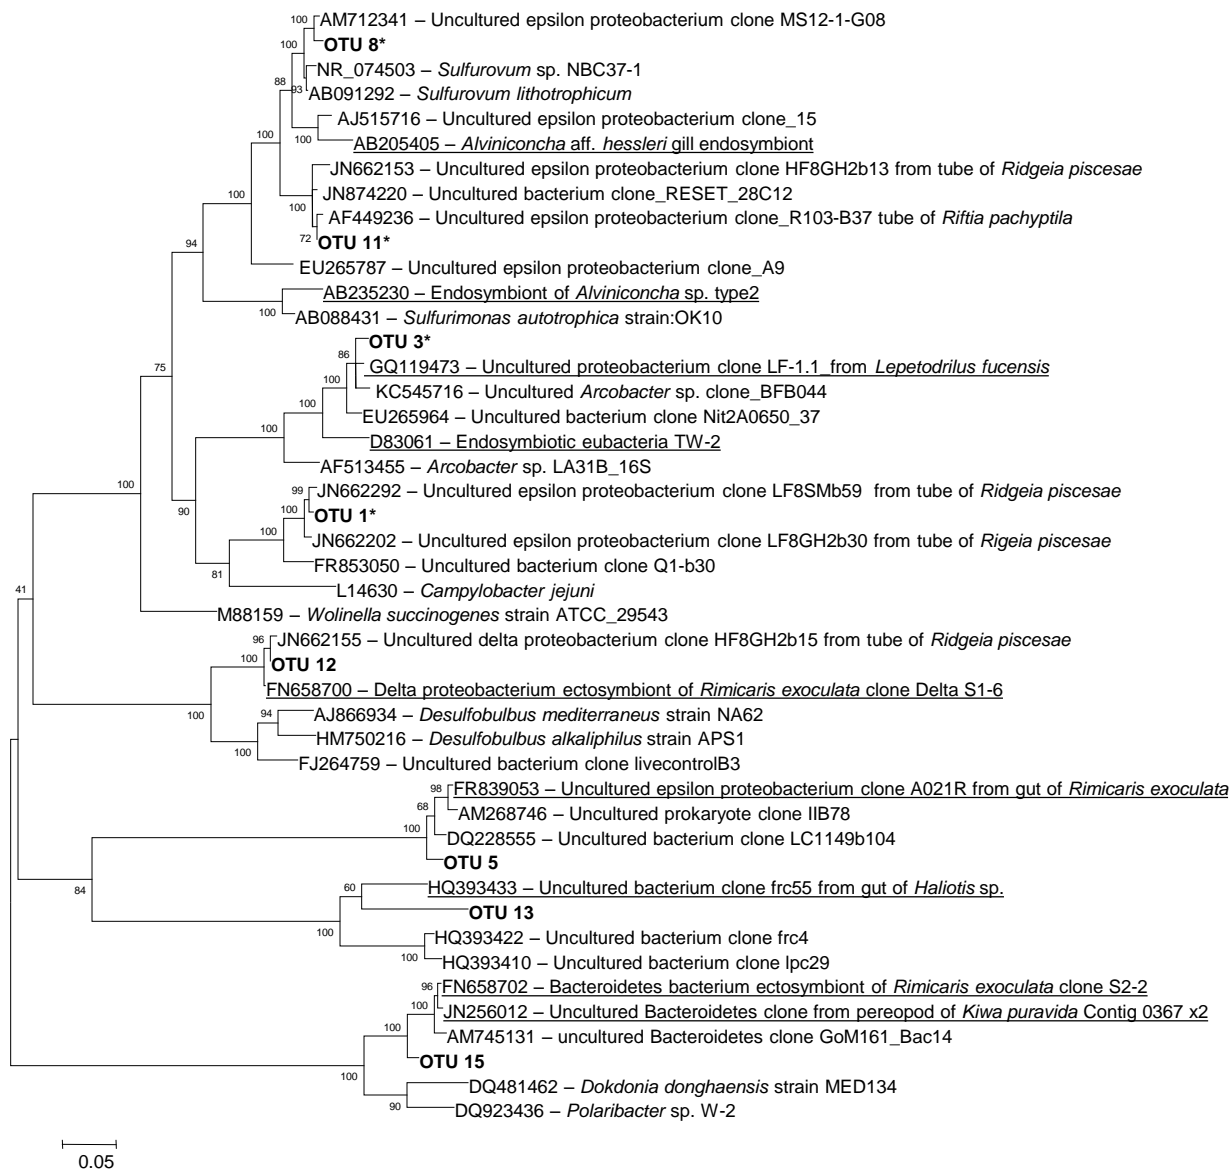 100 AM712341 – Uncultured epsilon proteobacterium clone MS12-1-G08
100 OTU 8*
NR_074503 – Sulfurovum sp. NBC37-1
88 93 AB091292 – Sulfurovum lithotrophicum
AJ515716 – Uncultured epsilon proteobacterium clone_15
100 100 AB205405 – Alviniconcha aff. hessleri gill endosymbiont
JN662153 – Uncultured epsilon proteobacterium clone HF8GH2b13 from tube of Ridgeia piscesae
JN874220 – Uncultured bacterium clone_RESET_28C12
100 100 AF449236 – Uncultured epsilon proteobacterium clone_R103-B37 tube of Riftia pachyptila
94 72 OTU 11*
EU265787 – Uncultured epsilon proteobacterium clone_A9
AB235230 – Endosymbiont of Alviniconcha sp. type2
100 AB088431 – Sulfurimonas autotrophica strain:OK10
OTU 3*
86 GQ119473 – Uncultured proteobacterium clone LF-1.1_from Lepetodrilus fucensis
75 100 KC545716 – Uncultured Arcobacter sp. clone_BFB044
EU265964 – Uncultured bacterium clone Nit2A0650_37
100 D83061 – Endosymbiotic eubacteria TW-2
AF513455 – Arcobacter sp. LA31B_16S
100 99 JN662292 – Uncultured epsilon proteobacterium clone LF8SMb59 from tube of Ridgeia piscesae
90 100 OTU 1*
100 JN662202 – Uncultured epsilon proteobacterium clone LF8GH2b30 from tube of Rigeia piscesae
FR853050 – Uncultured bacterium clone Q1-b30
81 L14630 – Campylobacter jejuni
41 M88159 – Wolinella succinogenes strain ATCC_29543
96 JN662155 – Uncultured delta proteobacterium clone HF8GH2b15 from tube of Ridgeia piscesae
100 OTU 12
FN658700 – Delta proteobacterium ectosymbiont of Rimicaris exoculata clone Delta S1-6
100 94 AJ866934 – Desulfobulbus mediterraneus strain NA62
HM750216 – Desulfobulbus alkaliphilus strain APS1
100 FJ264759 – Uncultured bacterium clone livecontrolB3
98 FR839053 – Uncultured epsilon proteobacterium clone A021R from gut of Rimicaris exoculata
68 AM268746 – Uncultured prokaryote clone IIB78
100 DQ228555 – Uncultured bacterium clone LC1149b104
OTU 5
84 60 HQ393433 – Uncultured bacterium clone frc55 from gut of Haliotis sp.
OTU 13
100 HQ393422 – Uncultured bacterium clone frc4
100 HQ393410 – Uncultured bacterium clone lpc29
96 FN658702 – Bacteroidetes bacterium ectosymbiont of Rimicaris exoculata clone S2-2
100 JN256012 – Uncultured Bacteroidetes clone from pereopod of Kiwa puravida Contig 0367 x2
100 AM745131 – uncultured Bacteroidetes clone GoM161_Bac14
OTU 15
100 DQ481462 – Dokdonia donghaensis strain MED134
90 DQ923436 – Polaribacter sp. W-2
0.05